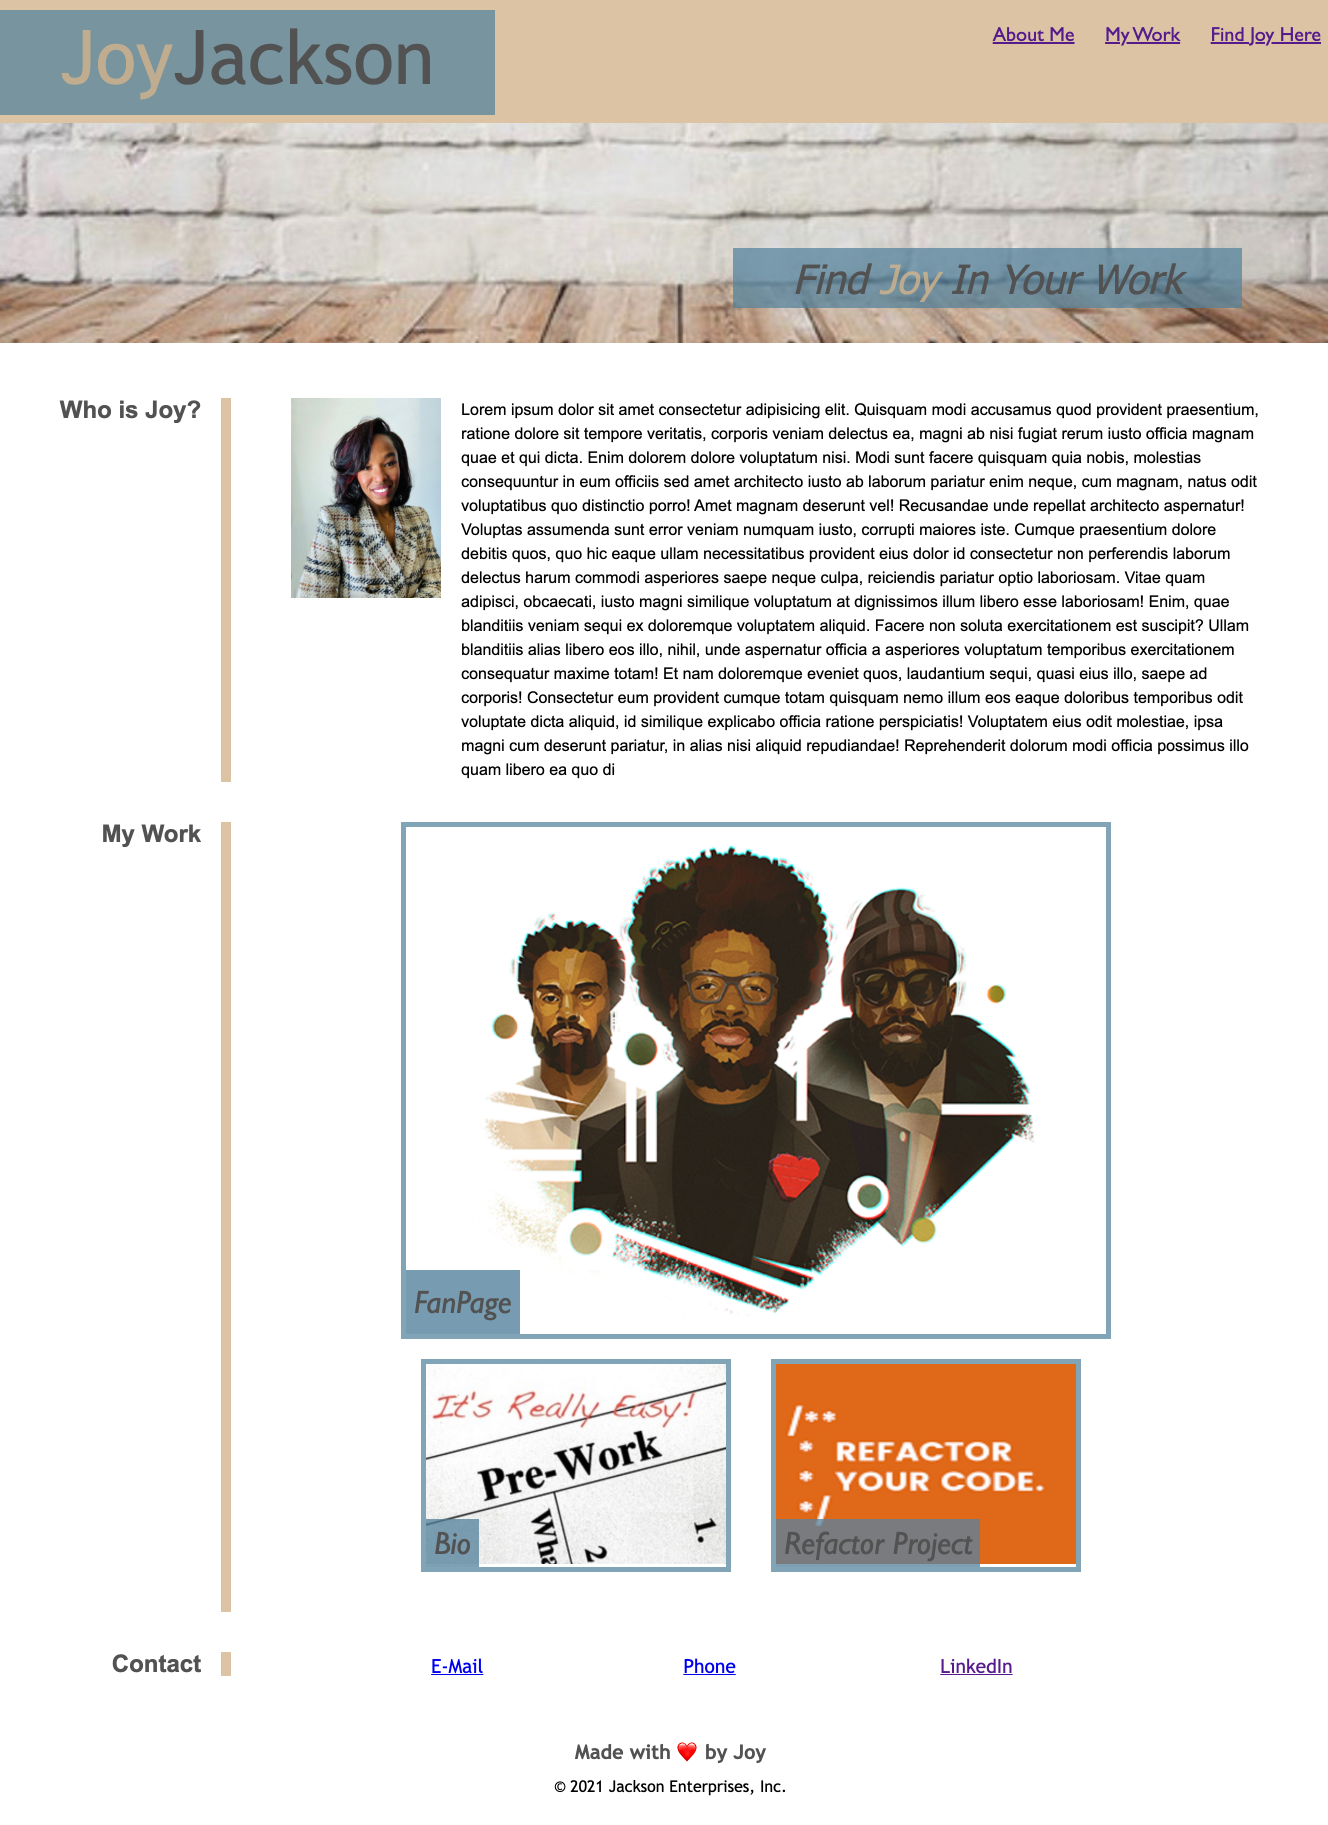 JoyJackson
About Me My Work Find Joy Here
Find Joy In Your Work
Who is Joy?
Lorem ipsum dolor sit amet consectetur adipisicing elit. Quisquam modi accusamus quod provident praesentium,
ratione dolore sit tempore veritatis, corporis veniam delectus ea, magni ab nisi fugiat rerum iusto officia magnam
quae et qui dicta. Enim dolorem dolore voluptatum nisi. Modi sunt facere quisquam quia nobis, molestias
consequuntur in eum officiis sed amet architecto iusto ab laborum pariatur enim neque, cum magnam, natus odit
voluptatibus quo distinctio porro! Amet magnam deserunt vel! Recusandae unde repellat architecto aspernatur!
Voluptas assumenda sunt error veniam numquam iusto, corrupti maiores iste. Cumque praesentium dolore
debitis quos, quo hic eaque ullam necessitatibus provident eius dolor id consectetur non perferendis laborum
delectus harum commodi asperiores saepe neque culpa, reiciendis pariatur optio laboriosam. Vitae quam
adipisci, obcaecati, iusto magni similique voluptatum at dignissimos illum libero esse laboriosam! Enim, quae
blanditiis veniam sequi ex doloremque voluptatem aliquid. Facere non soluta exercitationem est suscipit? Ullam
blanditiis alias libero eos illo, nihil, unde aspernatur officia a asperiores voluptatum temporibus exercitationem
consequatur maxime totam! Et nam doloremque eveniet quos, laudantium sequi, quasi eius illo, saepe ad
corporis! Consectetur eum provident cumque totam quisquam nemo illum eos eaque doloribus temporibus odit
voluptate dicta aliquid, id similique explicabo officia ratione perspiciatis! Voluptatem eius odit molestiae, ipsa
magni cum deserunt pariatur, in alias nisi aliquid repudiandae! Reprehenderit dolorum modi officia possimus illo
quam libero ea quo di
My Work
FanPage
It's Really Easy!
Pre-Work
2
1.
Bio
/**
* REFACTOR
* YOUR CODE.
*/
Refactor Project
Contact
E-Mail Phone LinkedIn
Made with ❤️ by Joy
© 2021 Jackson Enterprises, Inc.